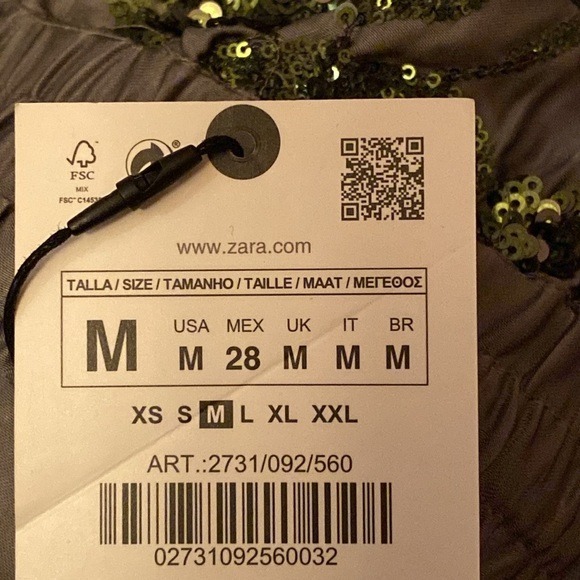 FSC
MIX
www.zara.com
TALLA / SIZE / TAMANHO / TAILLE / MAAT / ΜΕΓΕΘΟΣ
M
USA MEX UK IT BR
M 28 M M M
XS S M L XL XXL
ART.:2731/092/560
02731092560032